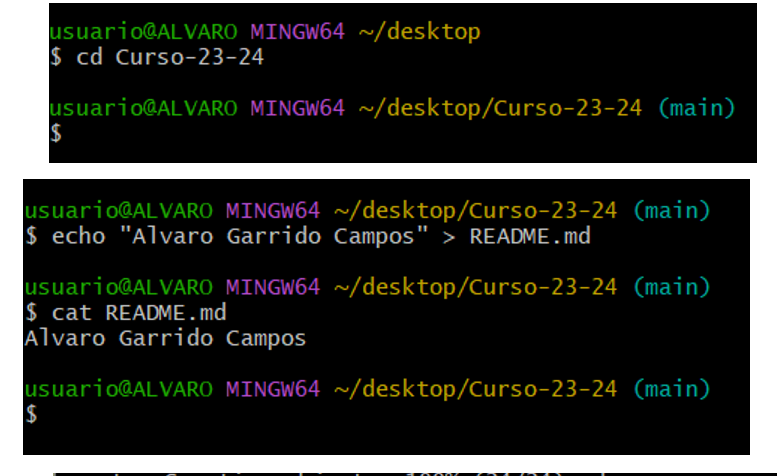 usuario@ALVARO MINGW64 ~/desktop
$ cd Curso-23-24
usuario@ALVARO MINGW64 ~/desktop/Curso-23-24 (main)
$
usuario@ALVARO MINGW64 ~/desktop/Curso-23-24 (main)
$ echo "Alvaro Garrido Campos" > README.md
usuario@ALVARO MINGW64 ~/desktop/Curso-23-24 (main)
$ cat README.md
Alvaro Garrido Campos
usuario@ALVARO MINGW64 ~/desktop/Curso-23-24 (main)
$